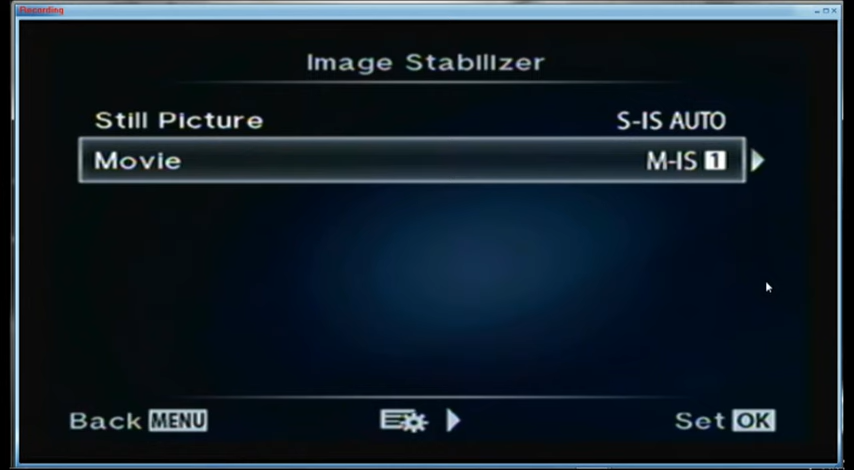 Recording
Image Stabilizer
Still Picture S-IS AUTO
Movie M-IS 1
Back MENU Set OK